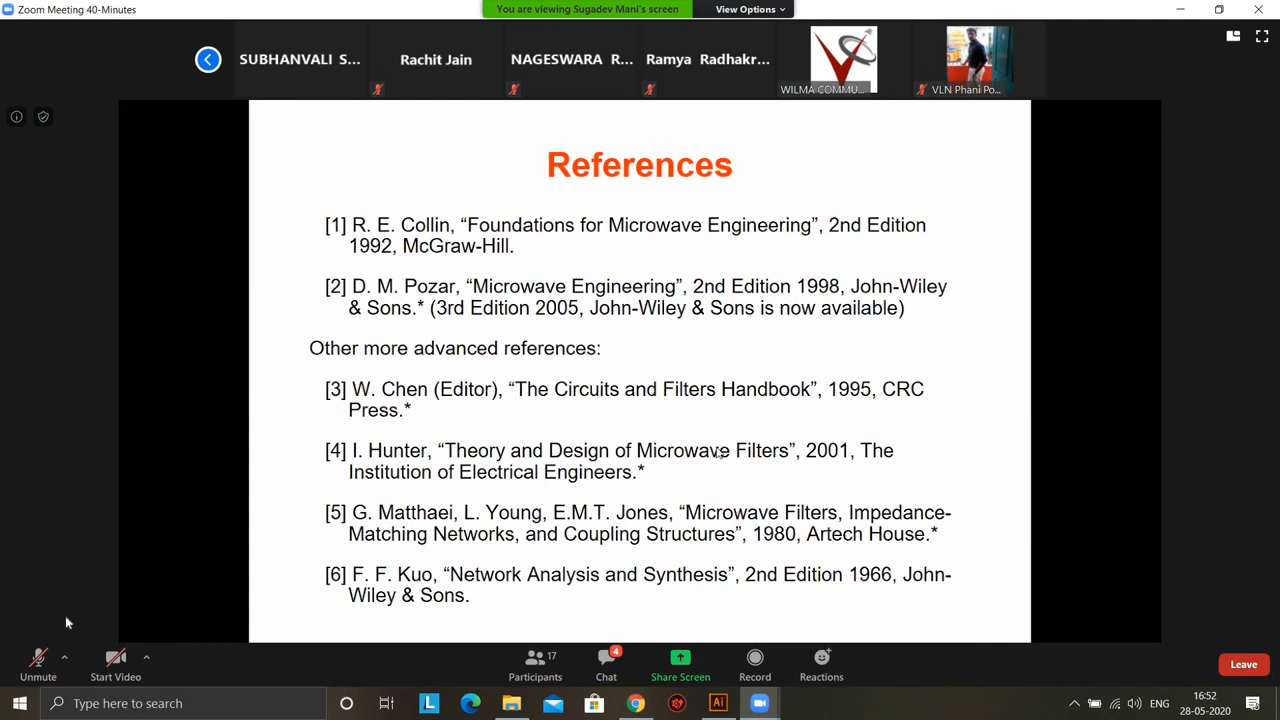 Zoom Meeting 40-Minutes
You are viewing Sugadev Mani's screen
View Options
SUBHANVALI S...
Rachit Jain
NAGESWARA R...
Ramya Radhakr...
WILMA COMMU...
VLN Phani Po...
References
[1] R. E. Collin, “Foundations for Microwave Engineering”, 2nd Edition
1992, McGraw-Hill.
[2] D. M. Pozar, “Microwave Engineering”, 2nd Edition 1998, John-Wiley
& Sons.* (3rd Edition 2005, John-Wiley & Sons is now available)
Other more advanced references:
[3] W. Chen (Editor), “The Circuits and Filters Handbook”, 1995, CRC
Press.*
[4] I. Hunter, “Theory and Design of Microwave Filters”, 2001, The
Institution of Electrical Engineers.*
[5] G. Matthaei, L. Young, E.M.T. Jones, “Microwave Filters, Impedance-
Matching Networks, and Coupling Structures”, 1980, Artech House.*
[6] F. F. Kuo, “Network Analysis and Synthesis”, 2nd Edition 1966, John-
Wiley & Sons.
Unmute
Start Video
17
Participants
4
Chat
Share Screen
Record
Reactions
Leave
Type here to search
L
Ai
ENG
16:52
28-05-2020